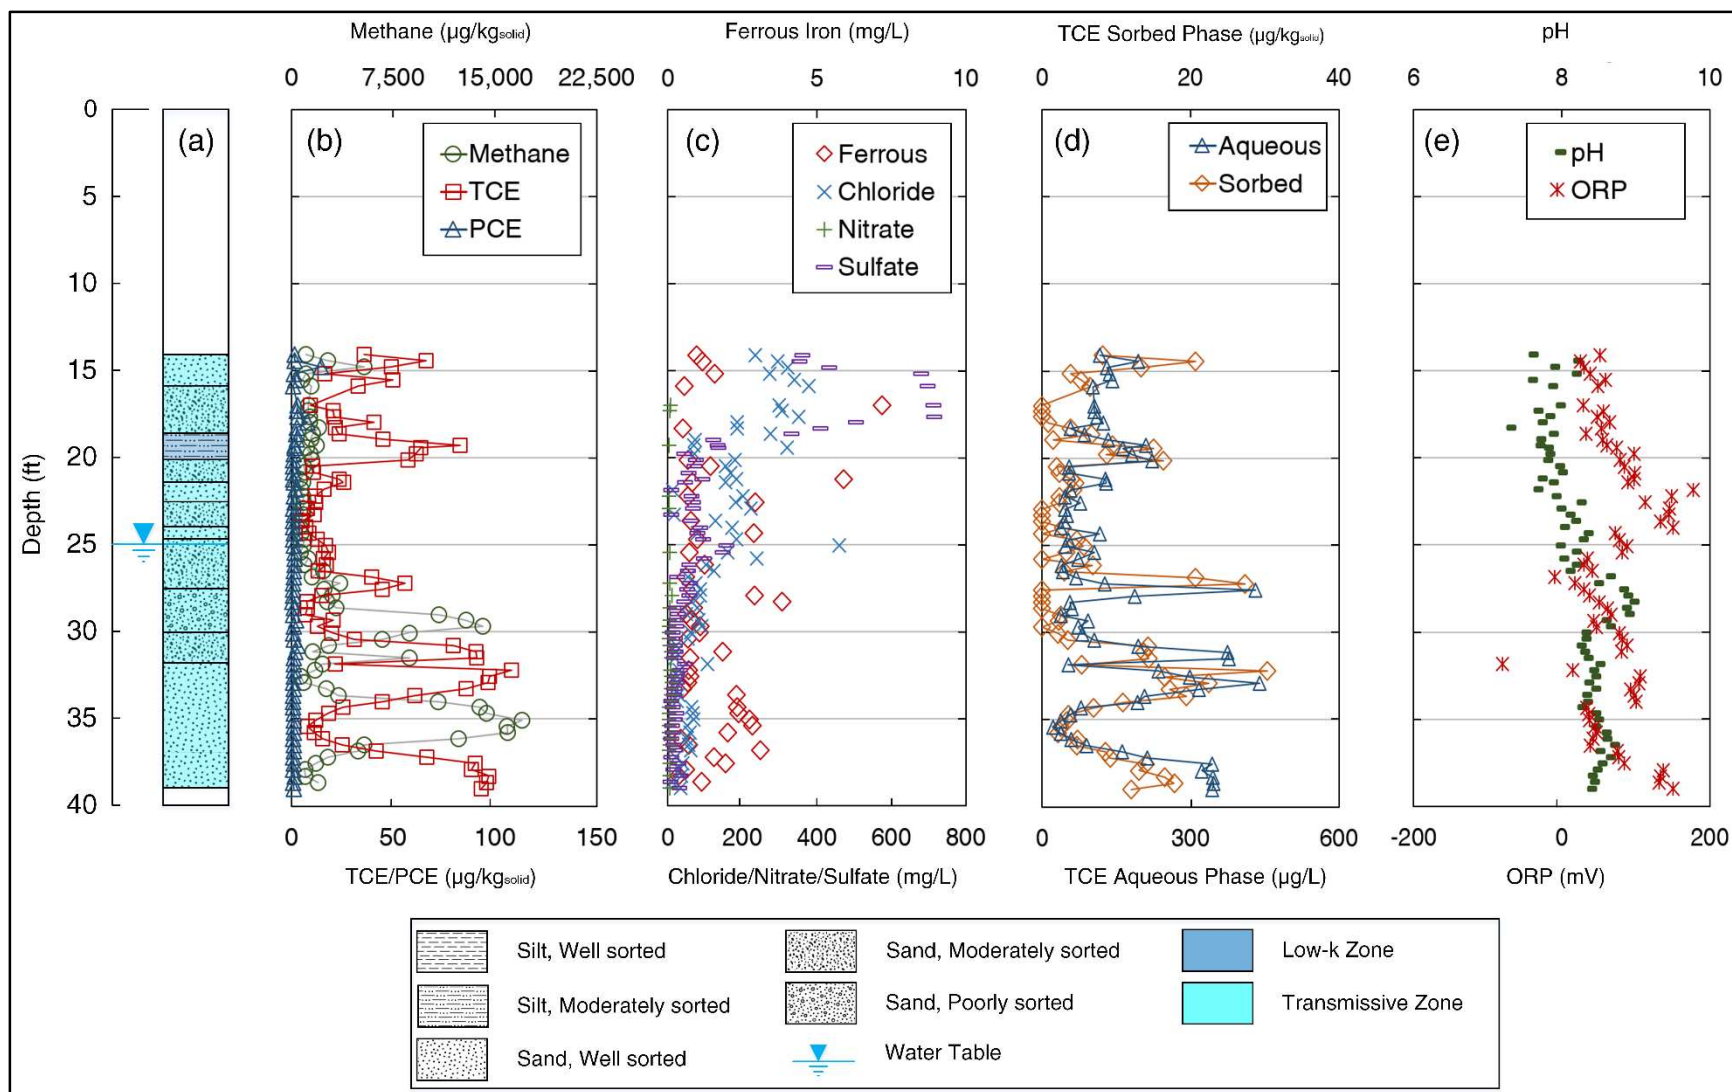 Methane (µg/kgsolid) Ferrous Iron (mg/L) TCE Sorbed Phase (µg/kgsolid) pH
0 7,500 15,000 22,500 0 5 10 0 20 40 6 8 10
Depth (ft)
0
5
10
15
20
25
30
35
40
(a)
(b)
Methane
TCE
PCE
(c)
Ferrous
Chloride
Nitrate
Sulfate
(d)
Aqueous
Sorbed
(e)
pH
ORP
0 50 100 150 0 200 400 600 800 0 300 600 -200 0 200
TCE/PCE (µg/kgsolid) Chloride/Nitrate/Sulfate (mg/L) TCE Aqueous Phase (µg/L) ORP (mV)
Silt, Well sorted Sand, Moderately sorted Low-k Zone
Silt, Moderately sorted Sand, Poorly sorted Transmissive Zone
Sand, Well sorted Water Table